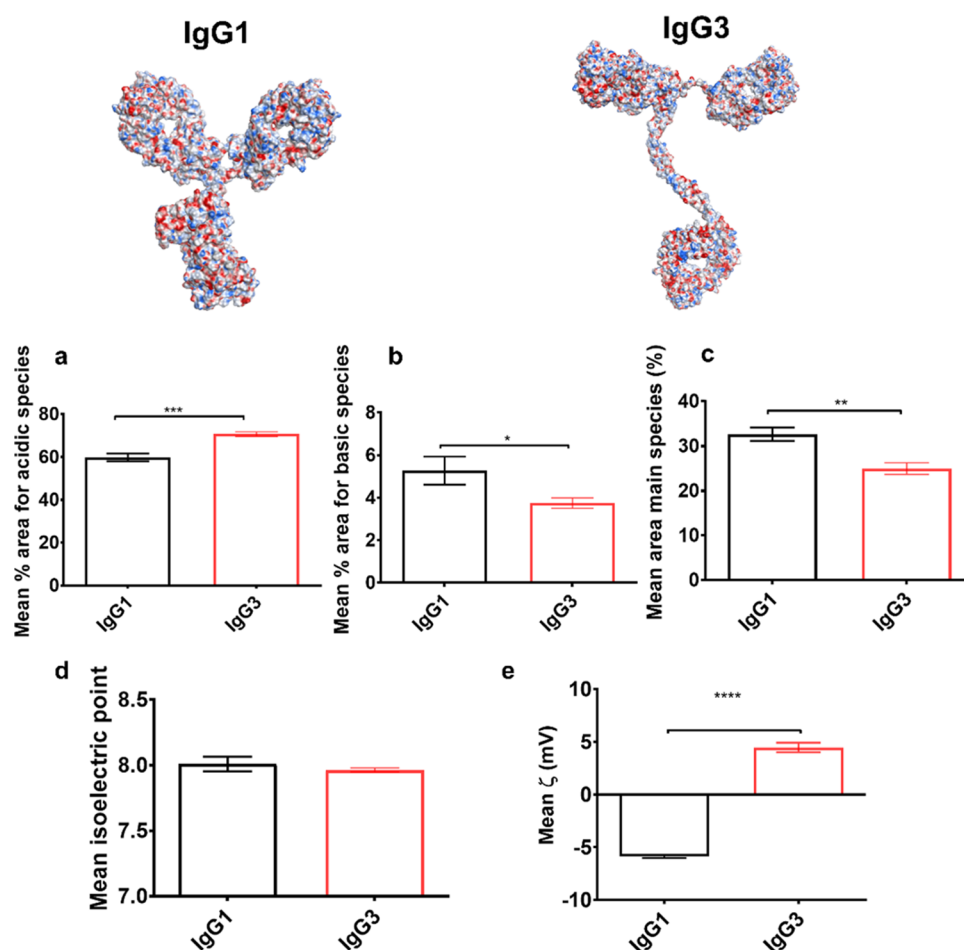 IgG1
IgG3
a
Mean % area for acidic species
80
60
40
20
0
***
IgG1
IgG3
b
Mean % area for basic species
8
6
4
2
0
*
IgG1
IgG3
c
Mean area main species (%)
40
30
20
10
0
**
IgG1
IgG3
d
Mean isoelectric point
8.5
8.0
7.5
7.0
IgG1
IgG3
e
Mean ζ (mV)
10
5
0
-5
-10
****
IgG1
IgG3